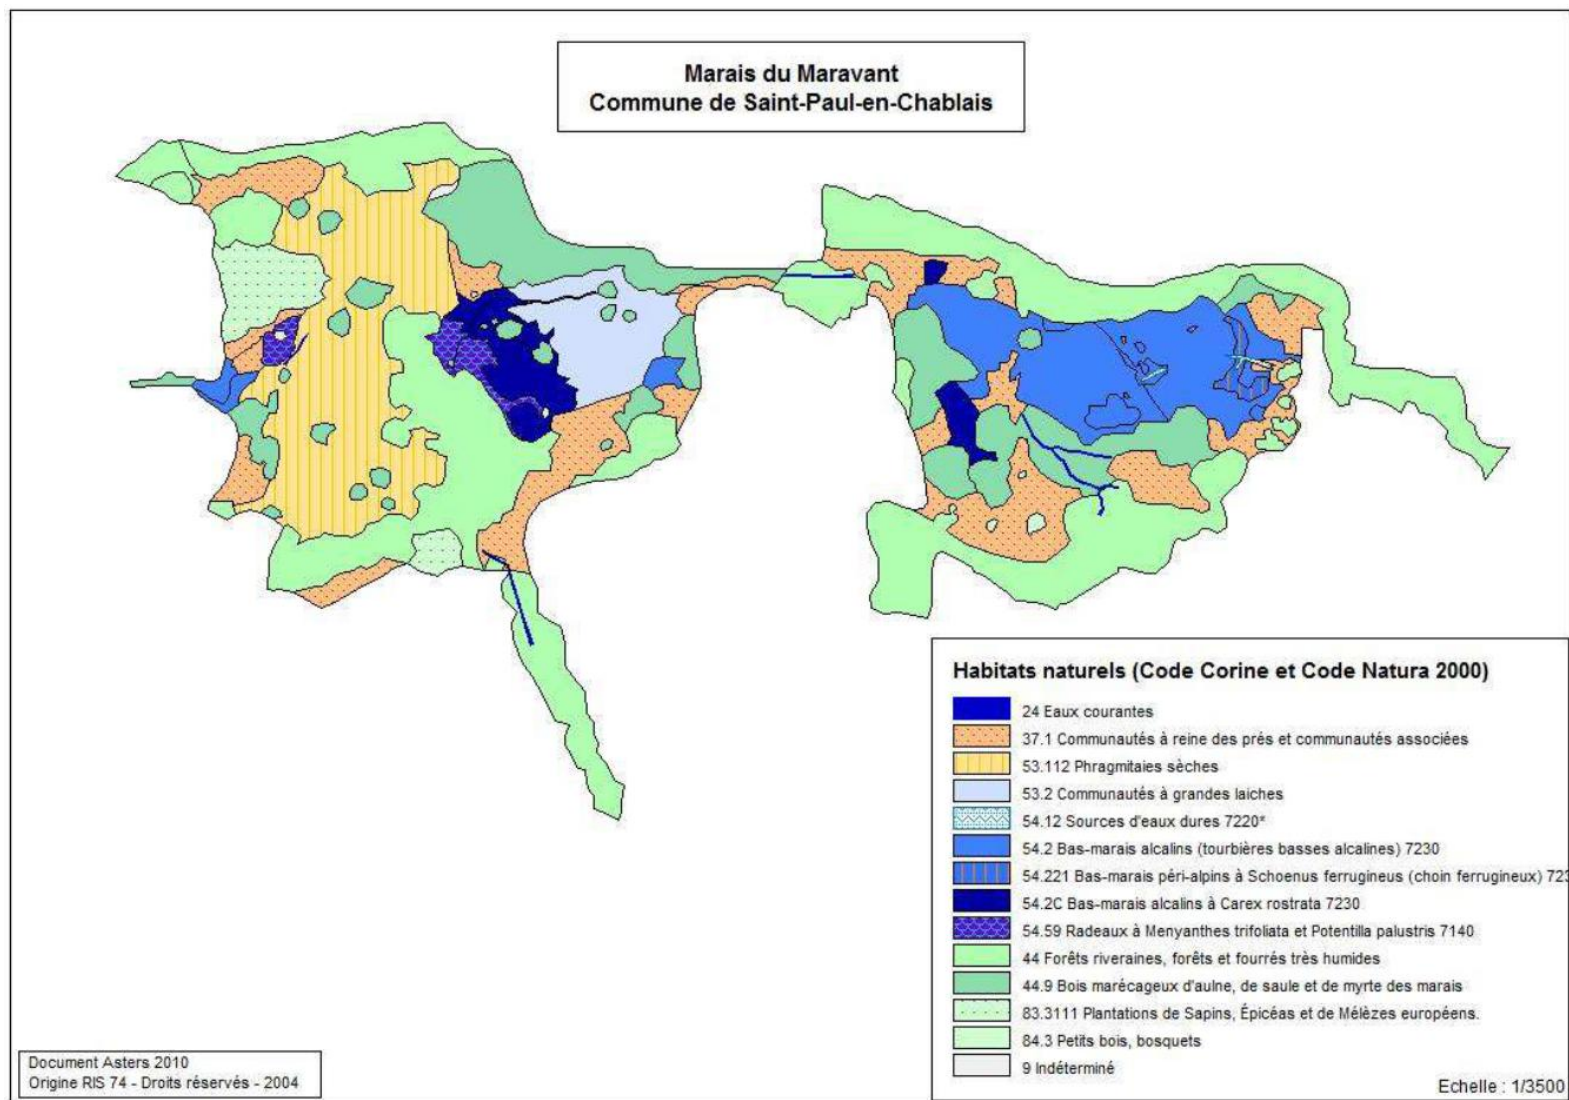 Marais du Maravant
Commune de Saint-Paul-en-Chablais
Habitats naturels (Code Corine et Code Natura 2000)
24 Eaux courantes
37.1 Communautés à reine des prés et communautés associées
53.112 Phragmitaies sèches
53.2 Communautés à grandes laiches
54.12 Sources d'eaux dures 7220*
54.2 Bas-marais alcalins (tourbières basses alcalines) 7230
54.221 Bas-marais péri-alpins à Schoenus ferrugineus (choin ferrugineux) 723
54.2C Bas-marais alcalins à Carex rostrata 7230
54.59 Radeaux à Menyanthes trifoliata et Potentilla palustris 7140
44 Forêts riveraines, forêts et fourrés très humides
44.9 Bois marécageux d'aulne, de saule et de myrte des marais
83.3111 Plantations de Sapins, Épicéas et de Mélèzes européens.
84.3 Petits bois, bosquets
9 Indéterminé
Echelle : 1/3500
Document Asters 2010
Origine RIS 74 - Droits réservés - 2004